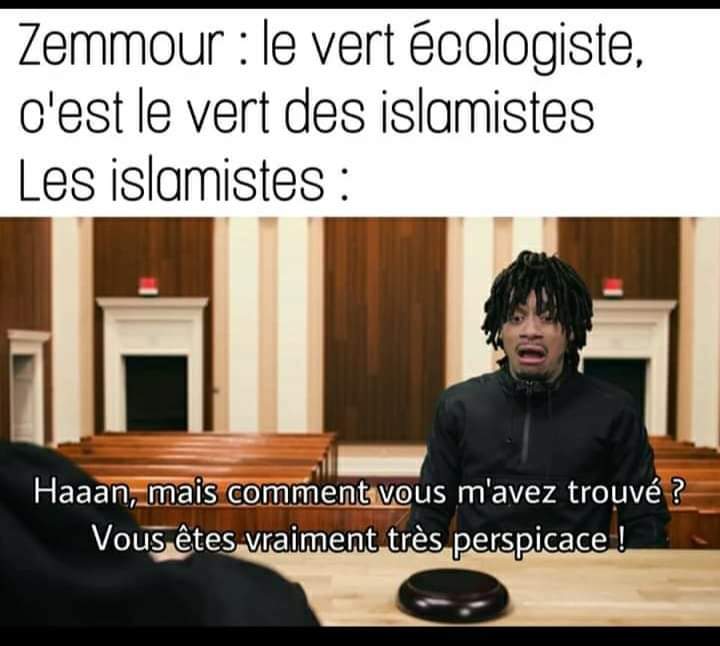 Zemmour : le vert écologiste,
c'est le vert des islamistes
Les islamistes :
Haaan, mais comment vous m'avez trouvé ?
Vous êtes vraiment très perspicace !